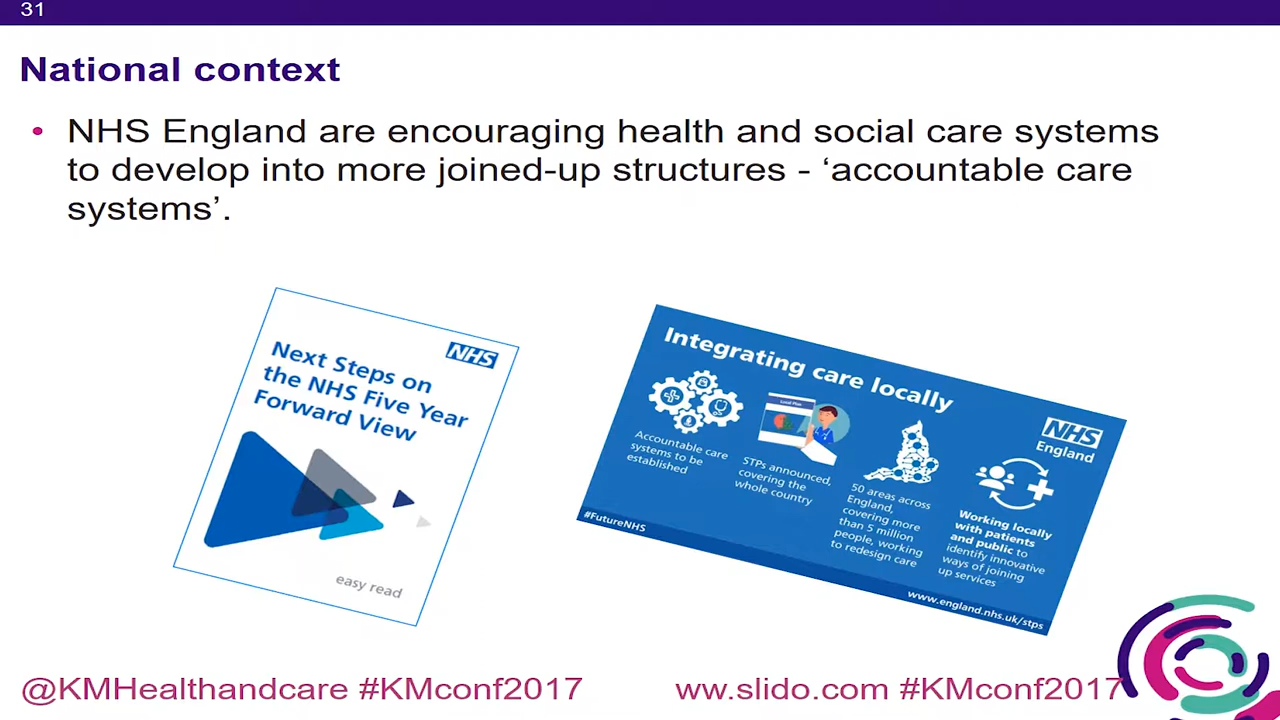 31
National context
• NHS England are encouraging health and social care systems
to develop into more joined-up structures - ‘accountable care
systems’.
NHS
Next Steps on
the NHS Five Year
Forward View
easy read
Integrating care locally
NHS
England
Accountable care
systems to be
established
STPs announced,
covering the
whole country
50 areas across
England,
covering more
than 5 million
people, working
to redesign care
Working locally
with patients
and public to
identify innovative
ways of joining
up services
#FutureNHS
www.england.nhs.uk/stps
@KMHealthandcare #KMconf2017
ww.slido.com #KMconf2017